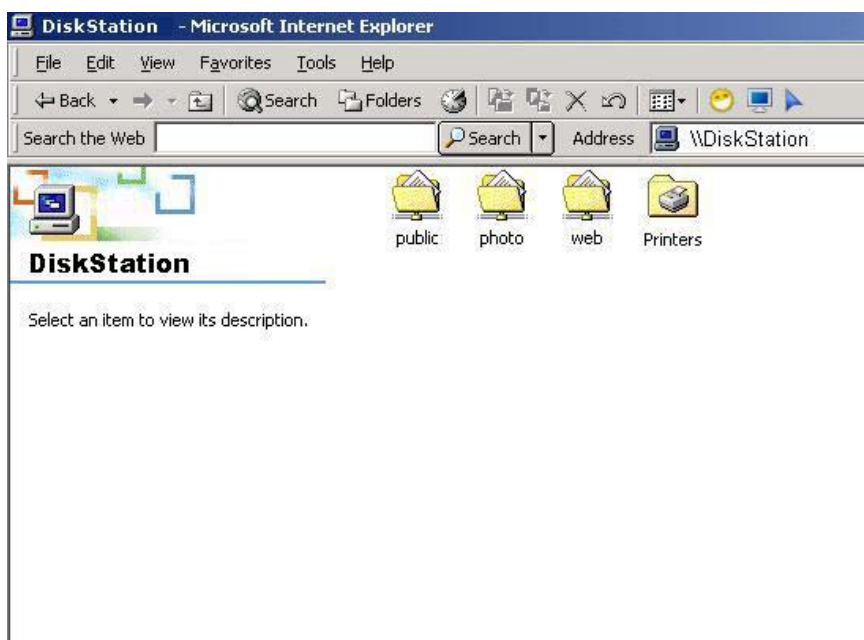 DiskStation - Microsoft Internet Explorer
File Edit View Favorites Tools Help
Back Search Folders
Search the Web Search Address \\DiskStation
public photo web Printers
DiskStation
Select an item to view its description.